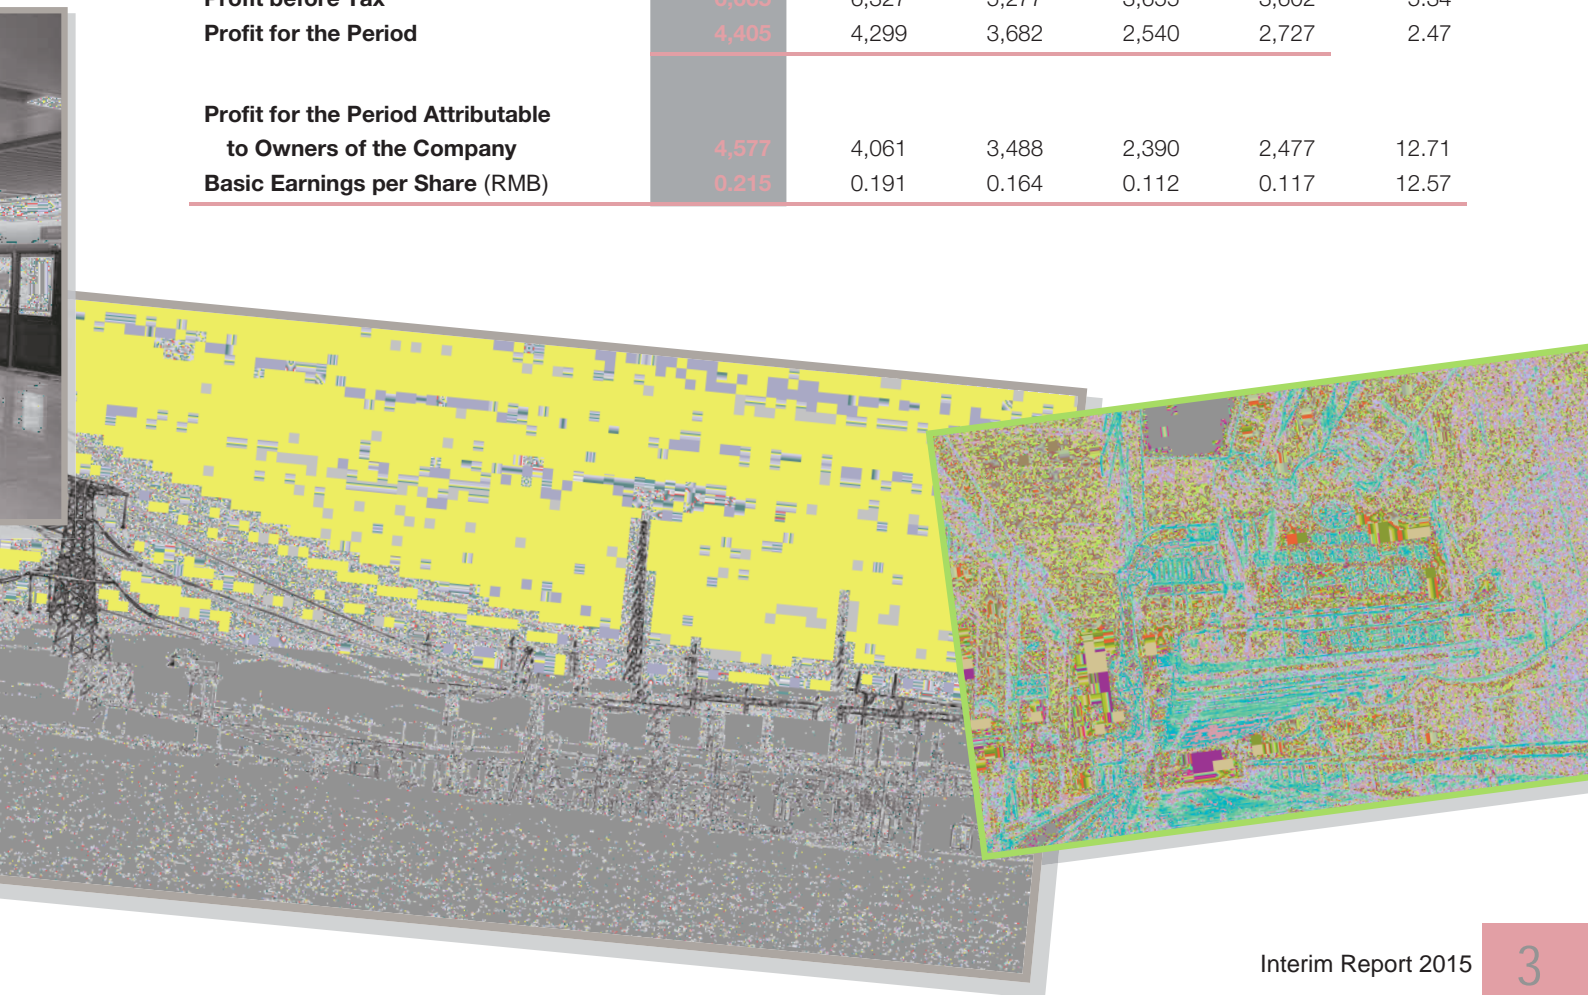 Profit for the Period 4,405 4,299 3,682 2,540 2,727 2.47
Profit for the Period Attributable
to Owners of the Company 4,577 4,061 3,488 2,390 2,477 12.71
Basic Earnings per Share (RMB) 0.215 0.191 0.164 0.112 0.117 12.57
Interim Report 2015 3